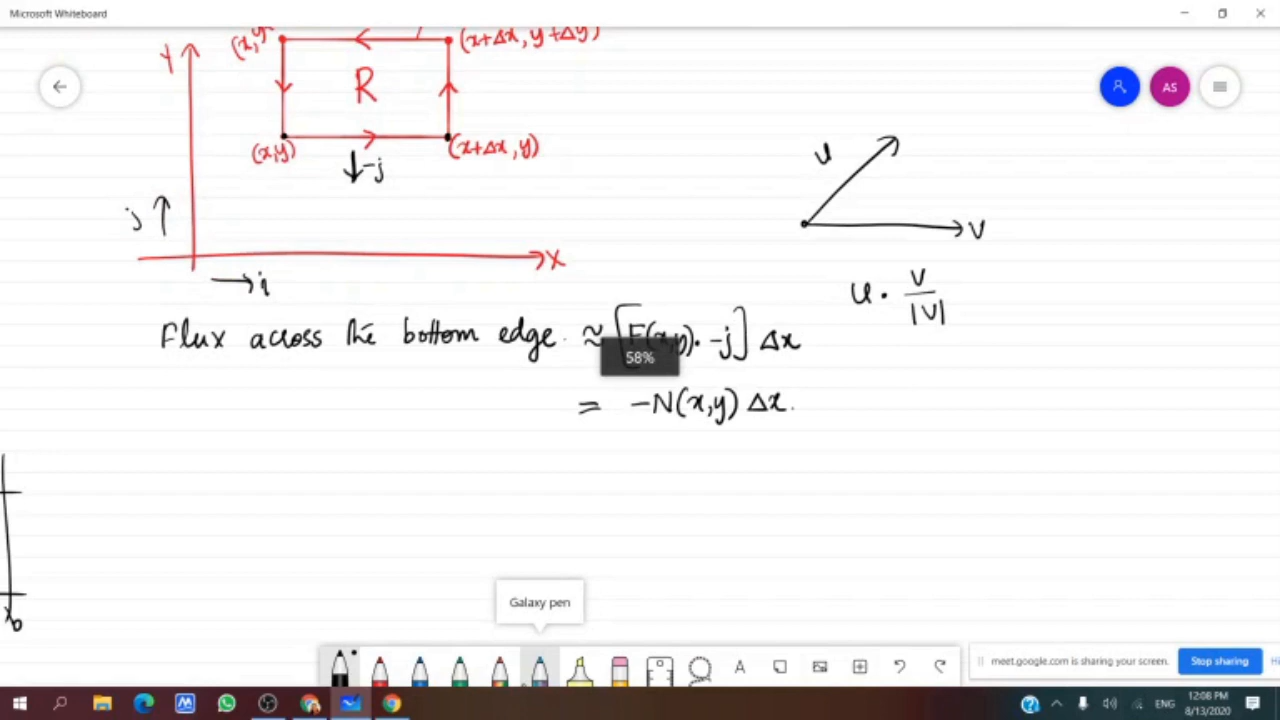 Microsoft Whiteboard
Y
(x,y
(x+Δx, y+Δy)
R
(x,y)
(x+Δx, y)
↓-j
j ↑
X
→ i
AS
u
v
u · v/|v|
Flux across the bottom edge ≈ [F(x,y)· -j] Δx
58%
= -N(x,y) Δx.
x₀
Galaxy pen
A
meet.google.com is sharing your screen.
Stop sharing
Hi
ENG
12:08 PM
8/13/2020